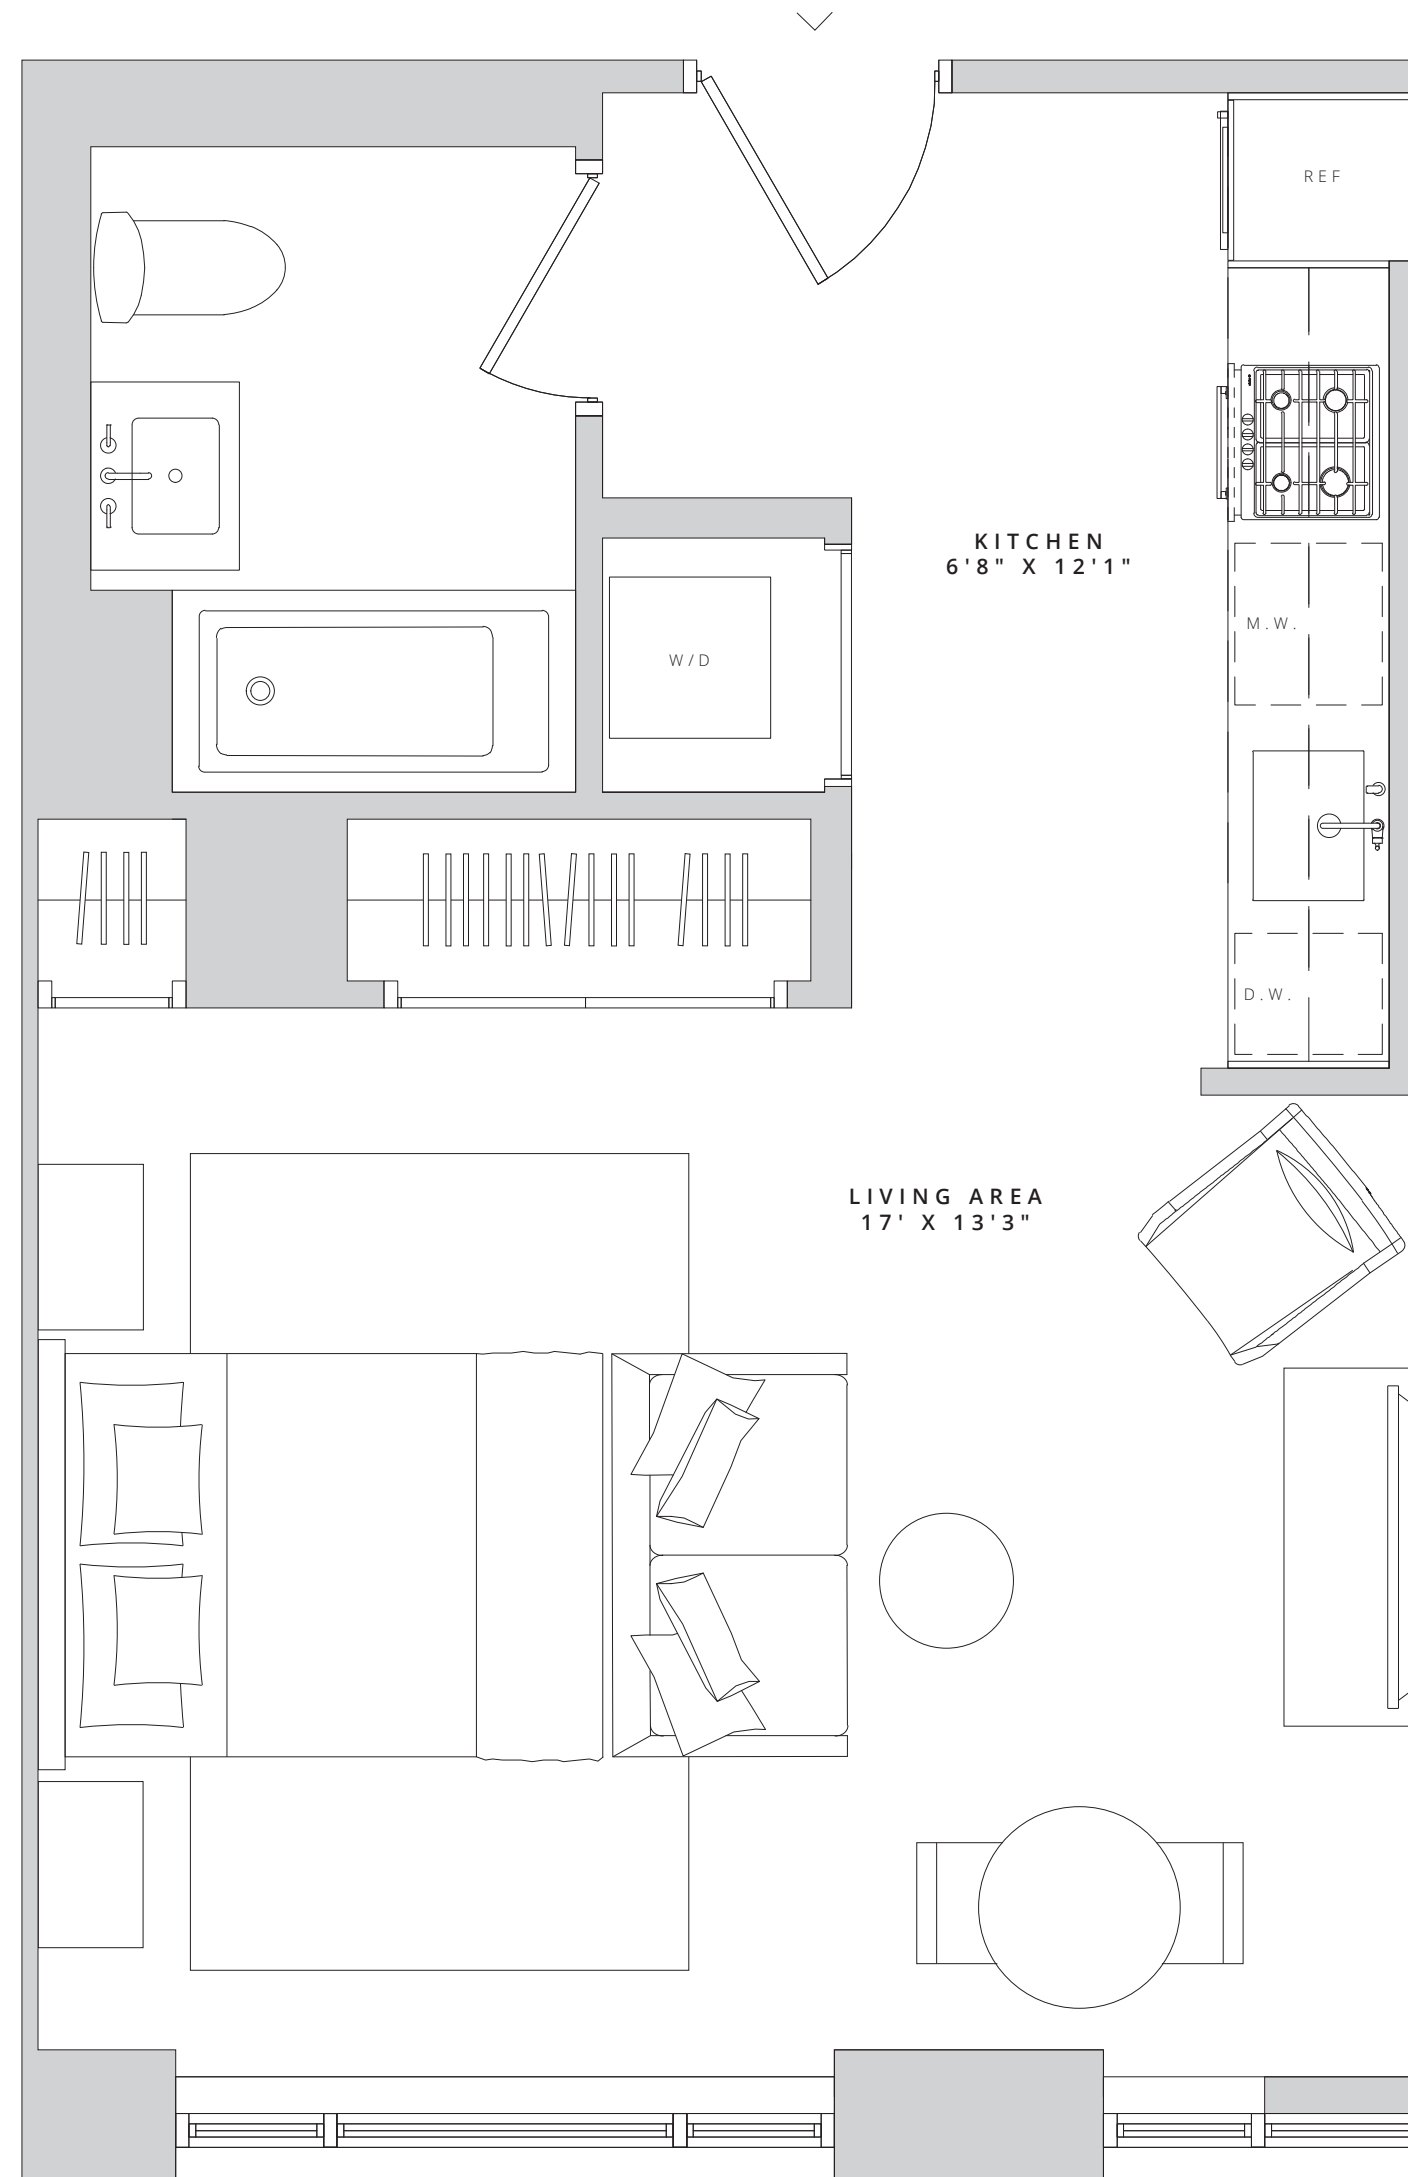 REF
KITCHEN
6'8" X 12'1"
M.W.
W/D
D.W.
LIVING AREA
17' X 13'3"